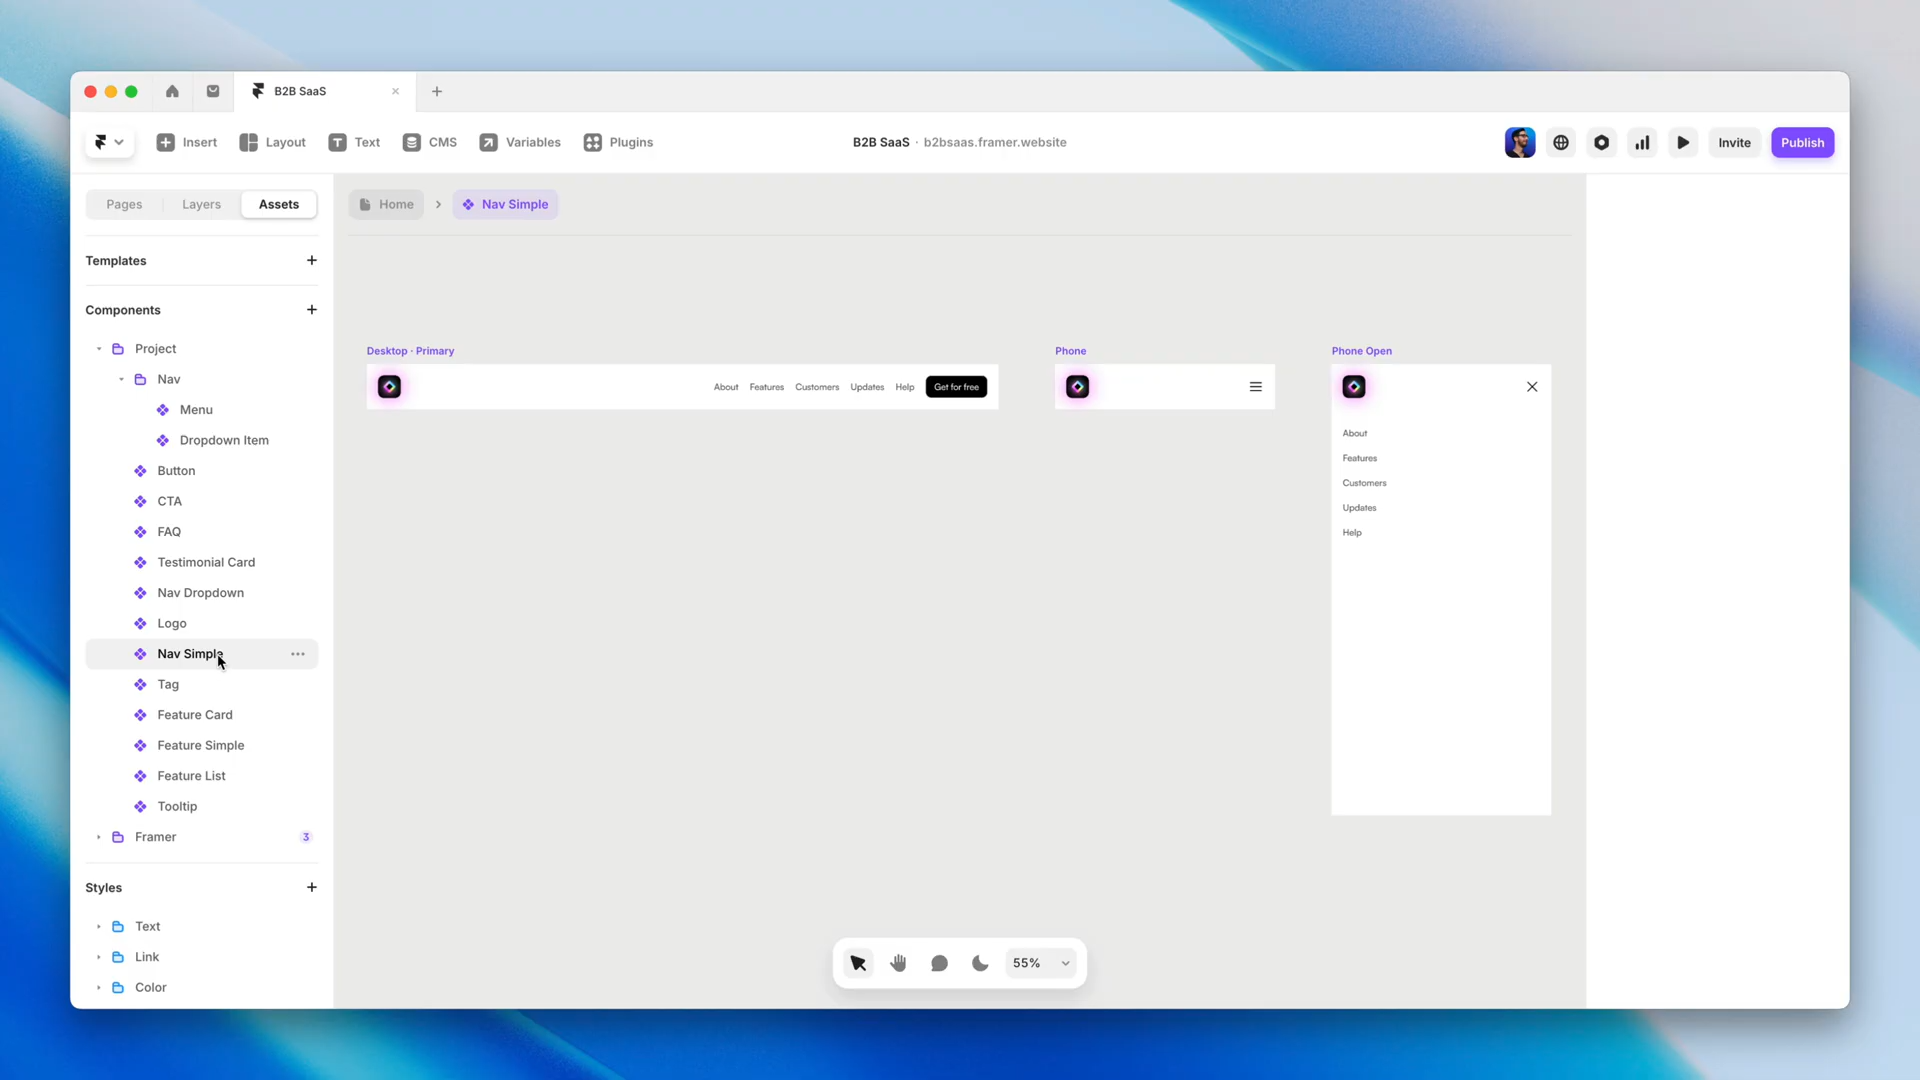 B2B SaaS
Insert Layout Text CMS Variables Plugins
B2B SaaS · b2bsaas.framer.website
Invite Publish
Pages Layers Assets
Home Nav Simple
Templates
Components
Project
Nav
Menu
Dropdown Item
Button
CTA
FAQ
Testimonial Card
Nav Dropdown
Logo
Nav Simple
Tag
Feature Card
Feature Simple
Feature List
Tooltip
Framer 3
Styles
Text
Link
Color
Desktop · Primary
About Features Customers Updates Help Get for free
Phone
Phone Open
About
Features
Customers
Updates
Help
55%